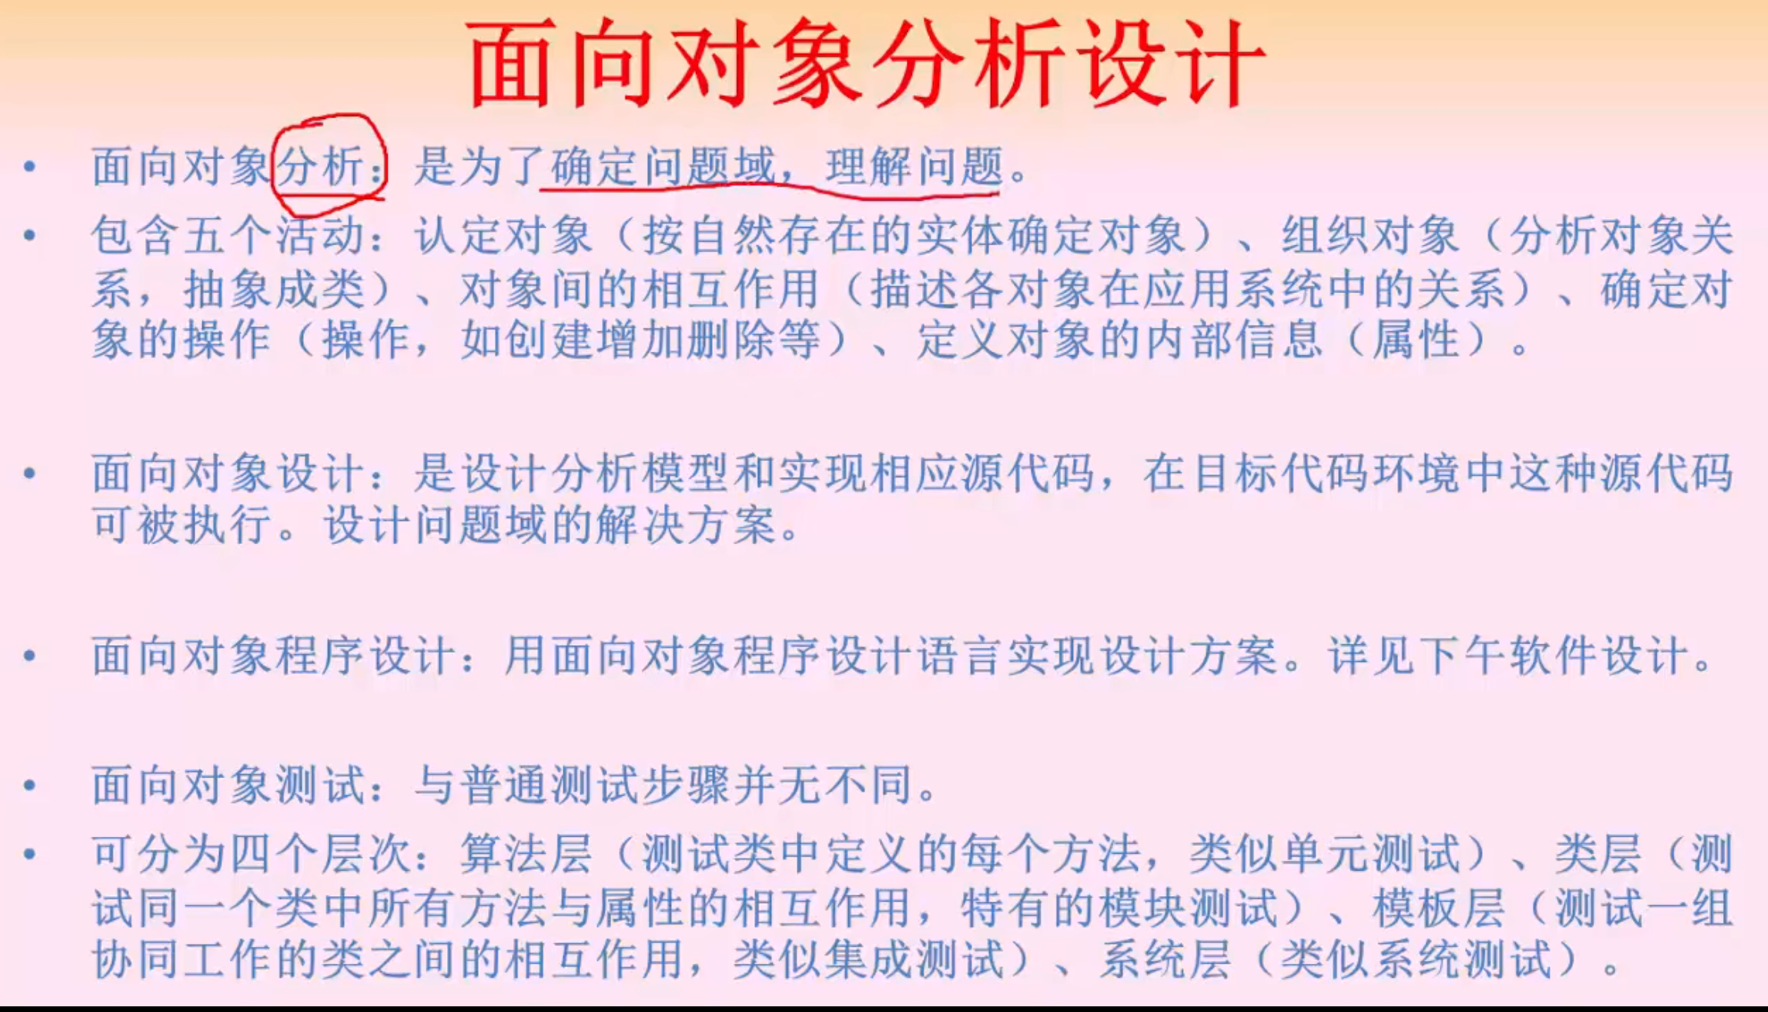 面向对象分析设计
• 面向对象分析：是为了确定问题域，理解问题。
• 包含五个活动：认定对象（按自然存在的实体确定对象）、组织对象（分析对象关
系，抽象成类）、对象间的相互作用（描述各对象在应用系统中的关系）、确定对
象的操作（操作，如创建增加删除等）、定义对象的内部信息（属性）。
• 面向对象设计：是设计分析模型和实现相应源代码，在目标代码环境中这种源代码
可被执行。设计问题域的解决方案。
• 面向对象程序设计：用面向对象程序设计语言实现设计方案。详见下午软件设计。
• 面向对象测试：与普通测试步骤并无不同。
• 可分为四个层次：算法层（测试类中定义的每个方法，类似单元测试）、类层（测
试同一个类中所有方法与属性的相互作用，特有的模块测试）、模板层（测试一组
协同工作的类之间的相互作用，类似集成测试）、系统层（类似系统测试）。